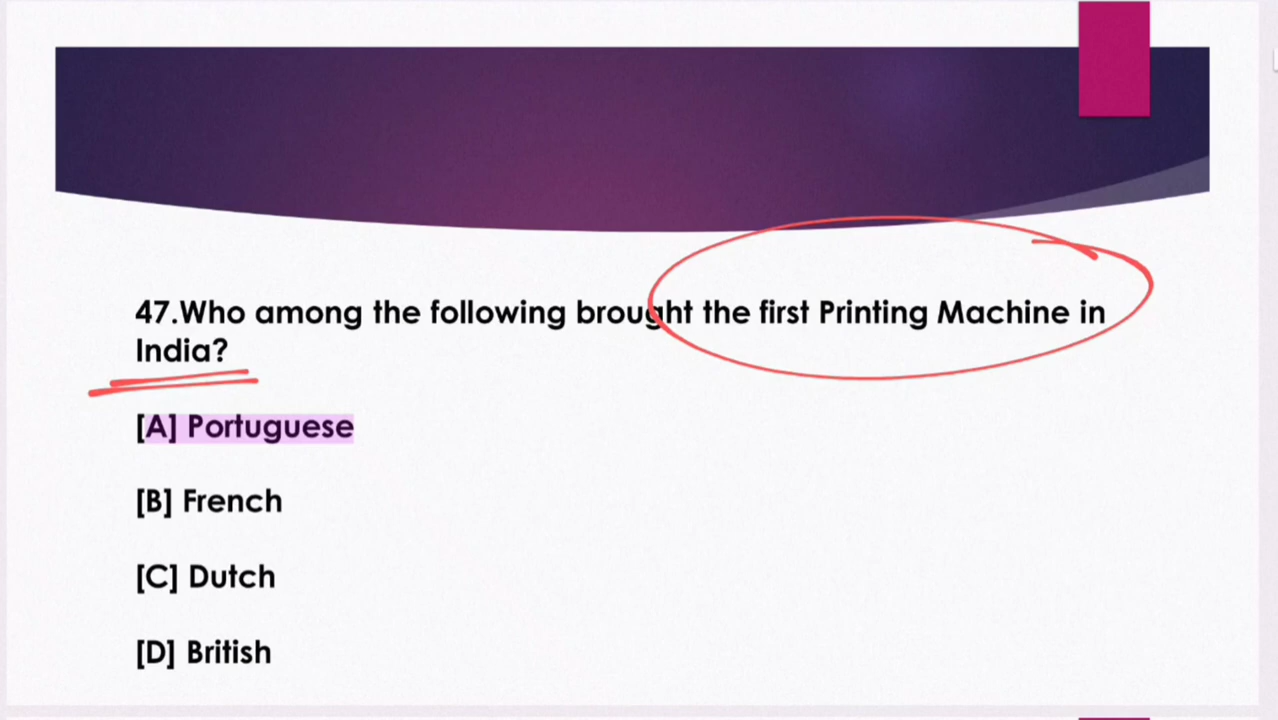 47.Who among the following brought the first Printing Machine in
India?
[A] Portuguese
[B] French
[C] Dutch
[D] British